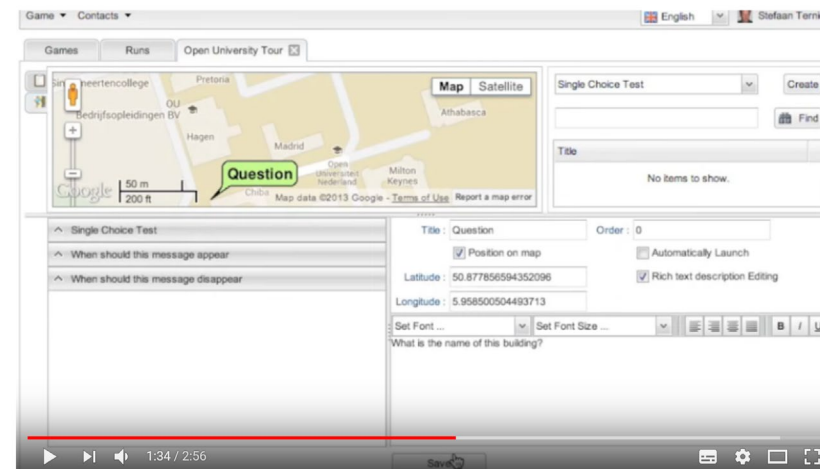 Game Contacts English Stefaan Terni
Games Runs Open University Tour
meertencollege Pretoria Map Satellite Single Choice Test Create
OU
Bedrijfsopleidingen BV Athabasca Find
Hagen
Madrid Title
Open
Universiteit
Nederland
Question Milton
Keynes No items to show.
Google 50 m
200 ft Chiba Map data ©2013 Google - Terms of Use Report a map error
Single Choice Test Title : Question Order : 0
When should this message appear Position on map Automatically Launch
When should this message disappear Latitude : 50.877856594352096 Rich text description Editing
Longitude : 5.958500504493713
Set Font ... Set Font Size ... B I U
What is the name of this building?
1:34 / 2:56
Save